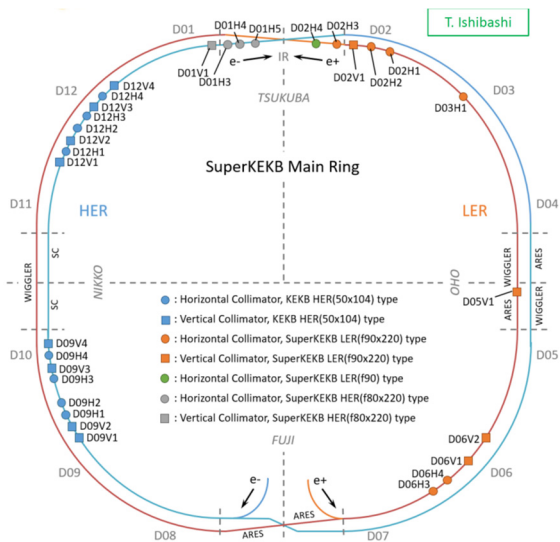 T. Ishibashi
D01
D01H4
D01H5
D02H4
D02H3
D02
D01V1
D01H3
IR
e-
e+
D02V1
D02H2
D02H1
TSUKUBA
D12
D12V4
D12H4
D12V3
D12H3
D12H2
D12V2
D12H1
D12V1
D03H1
D03
SuperKEKB Main Ring
D11
HER
LER
D04
WIGGLER
SC
SC
NIKKO
OHO
WIGGLER
ARES
ARES
WIGGLER
D05V1
: Horizontal Collimator, KEKB HER(50x104) type
: Vertical Collimator, KEKB HER(50x104) type
: Horizontal Collimator, SuperKEKB LER(f90x220) type
: Vertical Collimator, SuperKEKB LER(f90x220) type
: Horizontal Collimator, SuperKEKB LER(f90) type
: Horizontal Collimator, SuperKEKB HER(f80x220) type
: Vertical Collimator, SuperKEKB HER(f80x220) type
D10
D05
D09V4
D09H4
D09V3
D09H3
D09H2
D09H1
D09V2
D09V1
FUJI
D06V2
D06V1
D06H4
D06H3
D09
D06
e-
e+
ARES
ARES
D08
D07